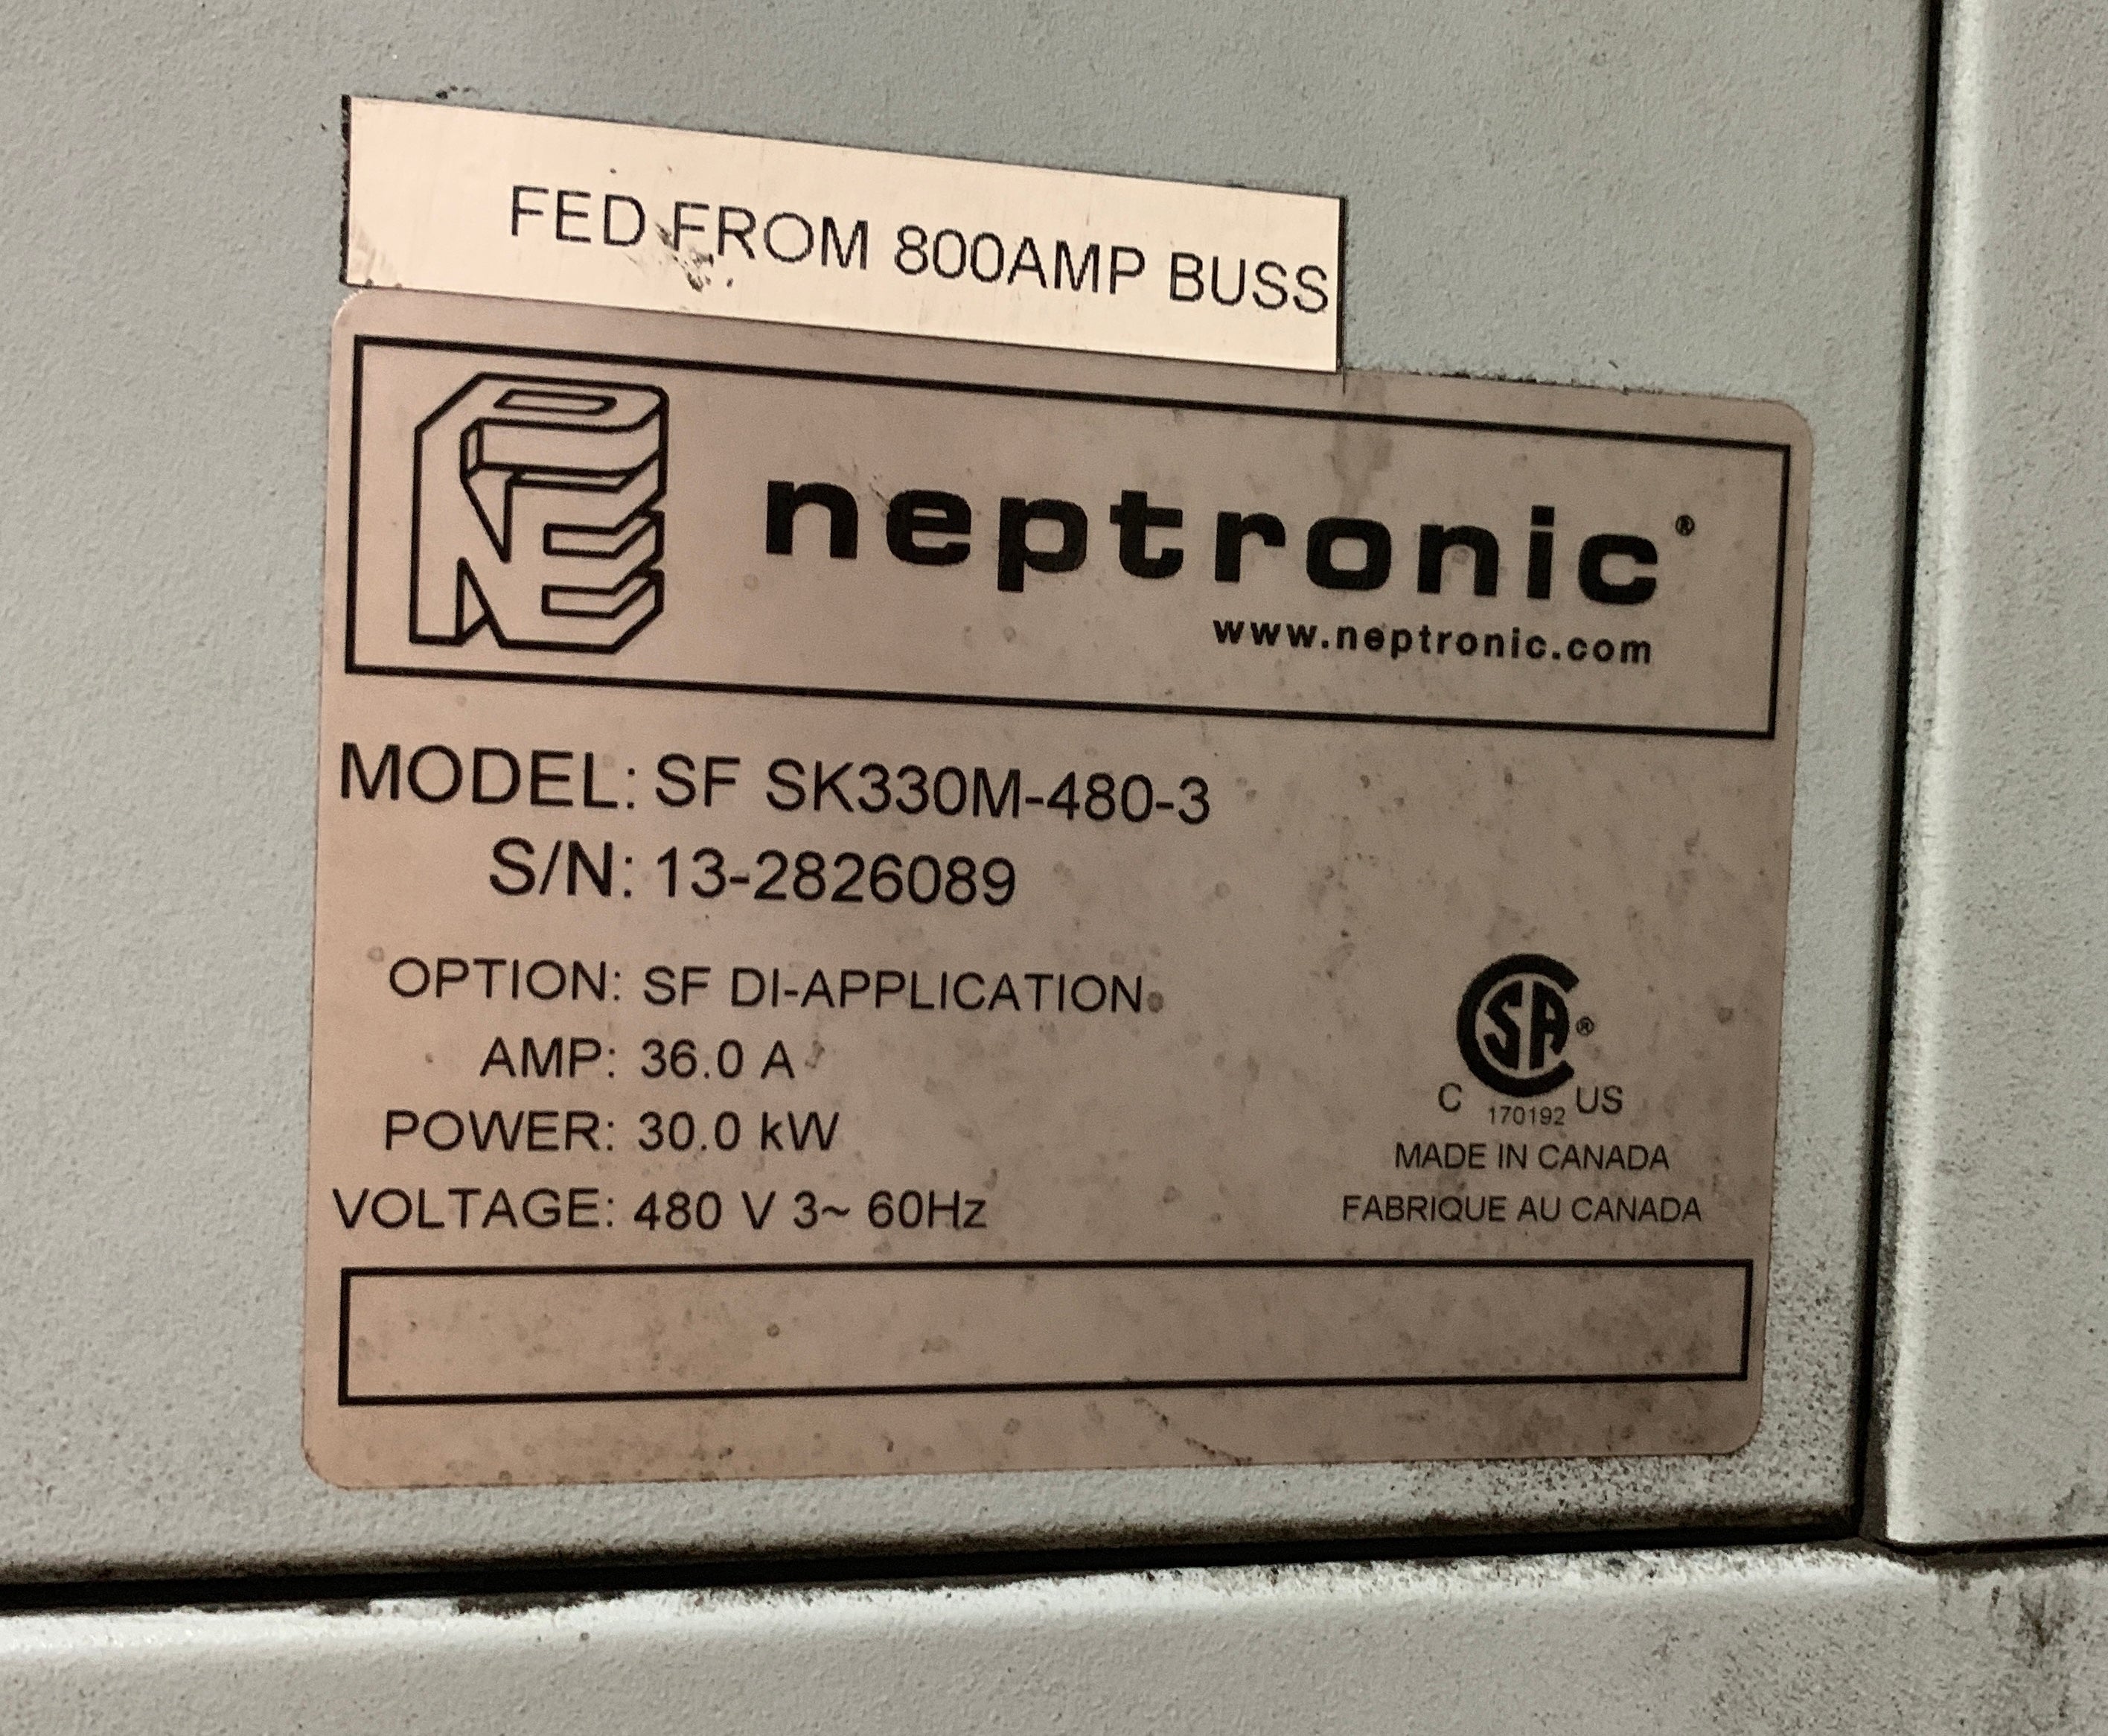 FED FROM 800AMP BUSS
neptronic®
www.neptronic.com
MODEL: SF SK330M-480-3
S/N: 13-2826089
OPTION: SF DI-APPLICATION
AMP: 36.0 A
POWER: 30.0 kW
VOLTAGE: 480 V 3~ 60Hz
CSA®
C 170192 US
MADE IN CANADA
FABRIQUE AU CANADA